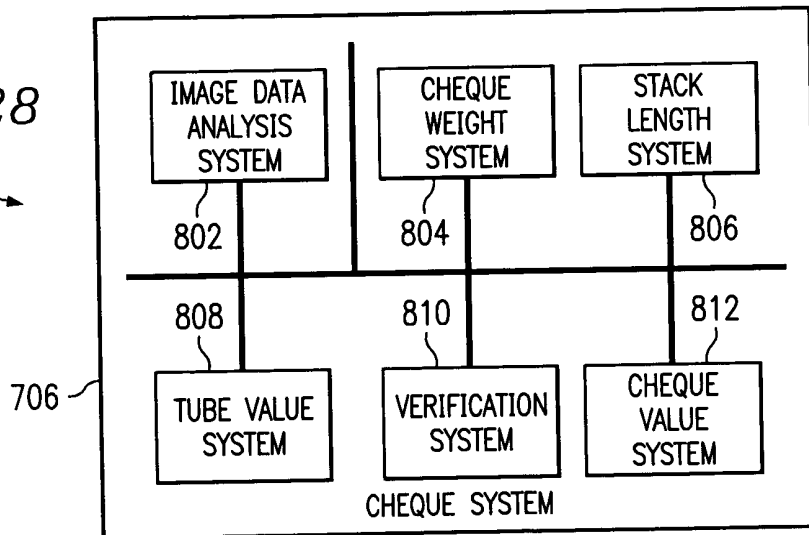 28
IMAGE DATA
ANALYSIS
SYSTEM
CHEQUE
WEIGHT
SYSTEM
STACK
LENGTH
SYSTEM
802
804
806
808
810
812
706
TUBE VALUE
SYSTEM
VERIFICATION
SYSTEM
CHEQUE
VALUE
SYSTEM
CHEQUE SYSTEM